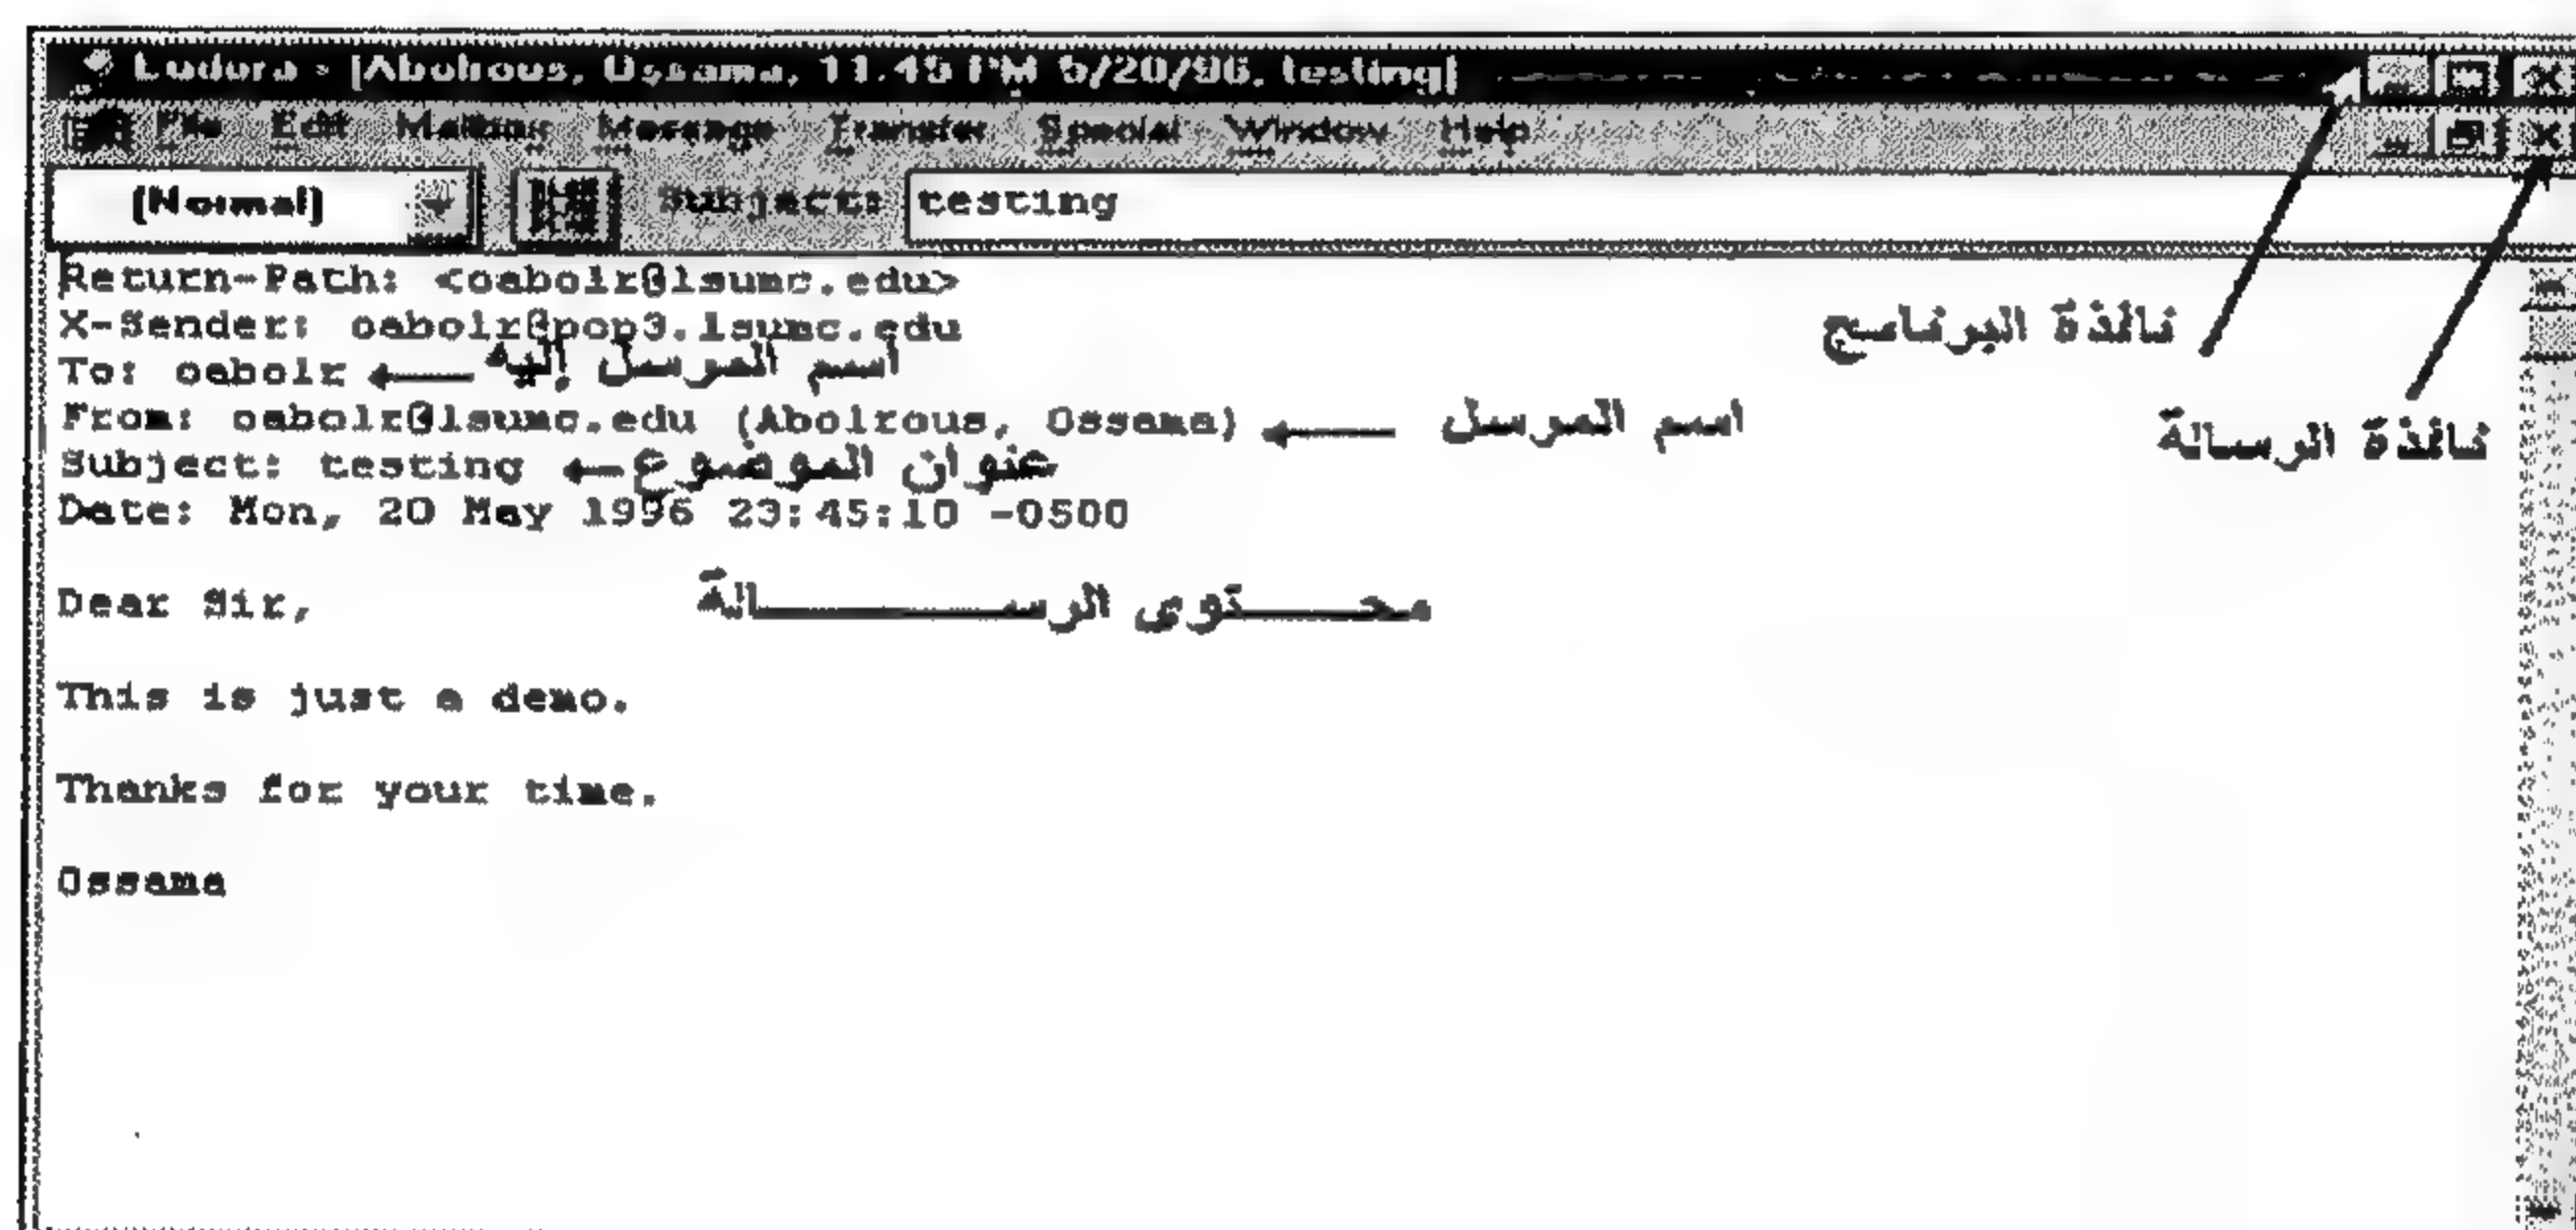 Eudora - [Abolrous, Ossama, 11:45 PM 5/20/96, testing]
File Edit Mailbox Message Transfer Special Window Help
(Normal) Subject: testing
Return-Path: <oabolr@lsumc.edu>
X-Sender: oabolr@pop3.lsumc.edu
To: oabolr اسم المرسل إليه
نافذة البرنامج
From: oabolr@lsumc.edu (Abolrous, Ossama) اسم المرسل
نافذة الرسالة
Subject: testing عنوان الموضوع
Date: Mon, 20 May 1996 23:45:10 -0500
Dear Sir,
محتوى الرسالة
This is just a demo.
Thanks for your time.
Ossama